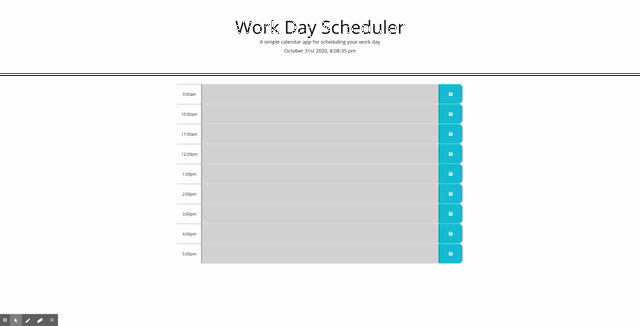 Work Day Scheduler
A simple calendar app for scheduling your work day
October 31st 2020, 8:08:35 pm
9:00am
10:00am
11:00am
12:00pm
1:00pm
2:00pm
3:00pm
4:00pm
5:00pm